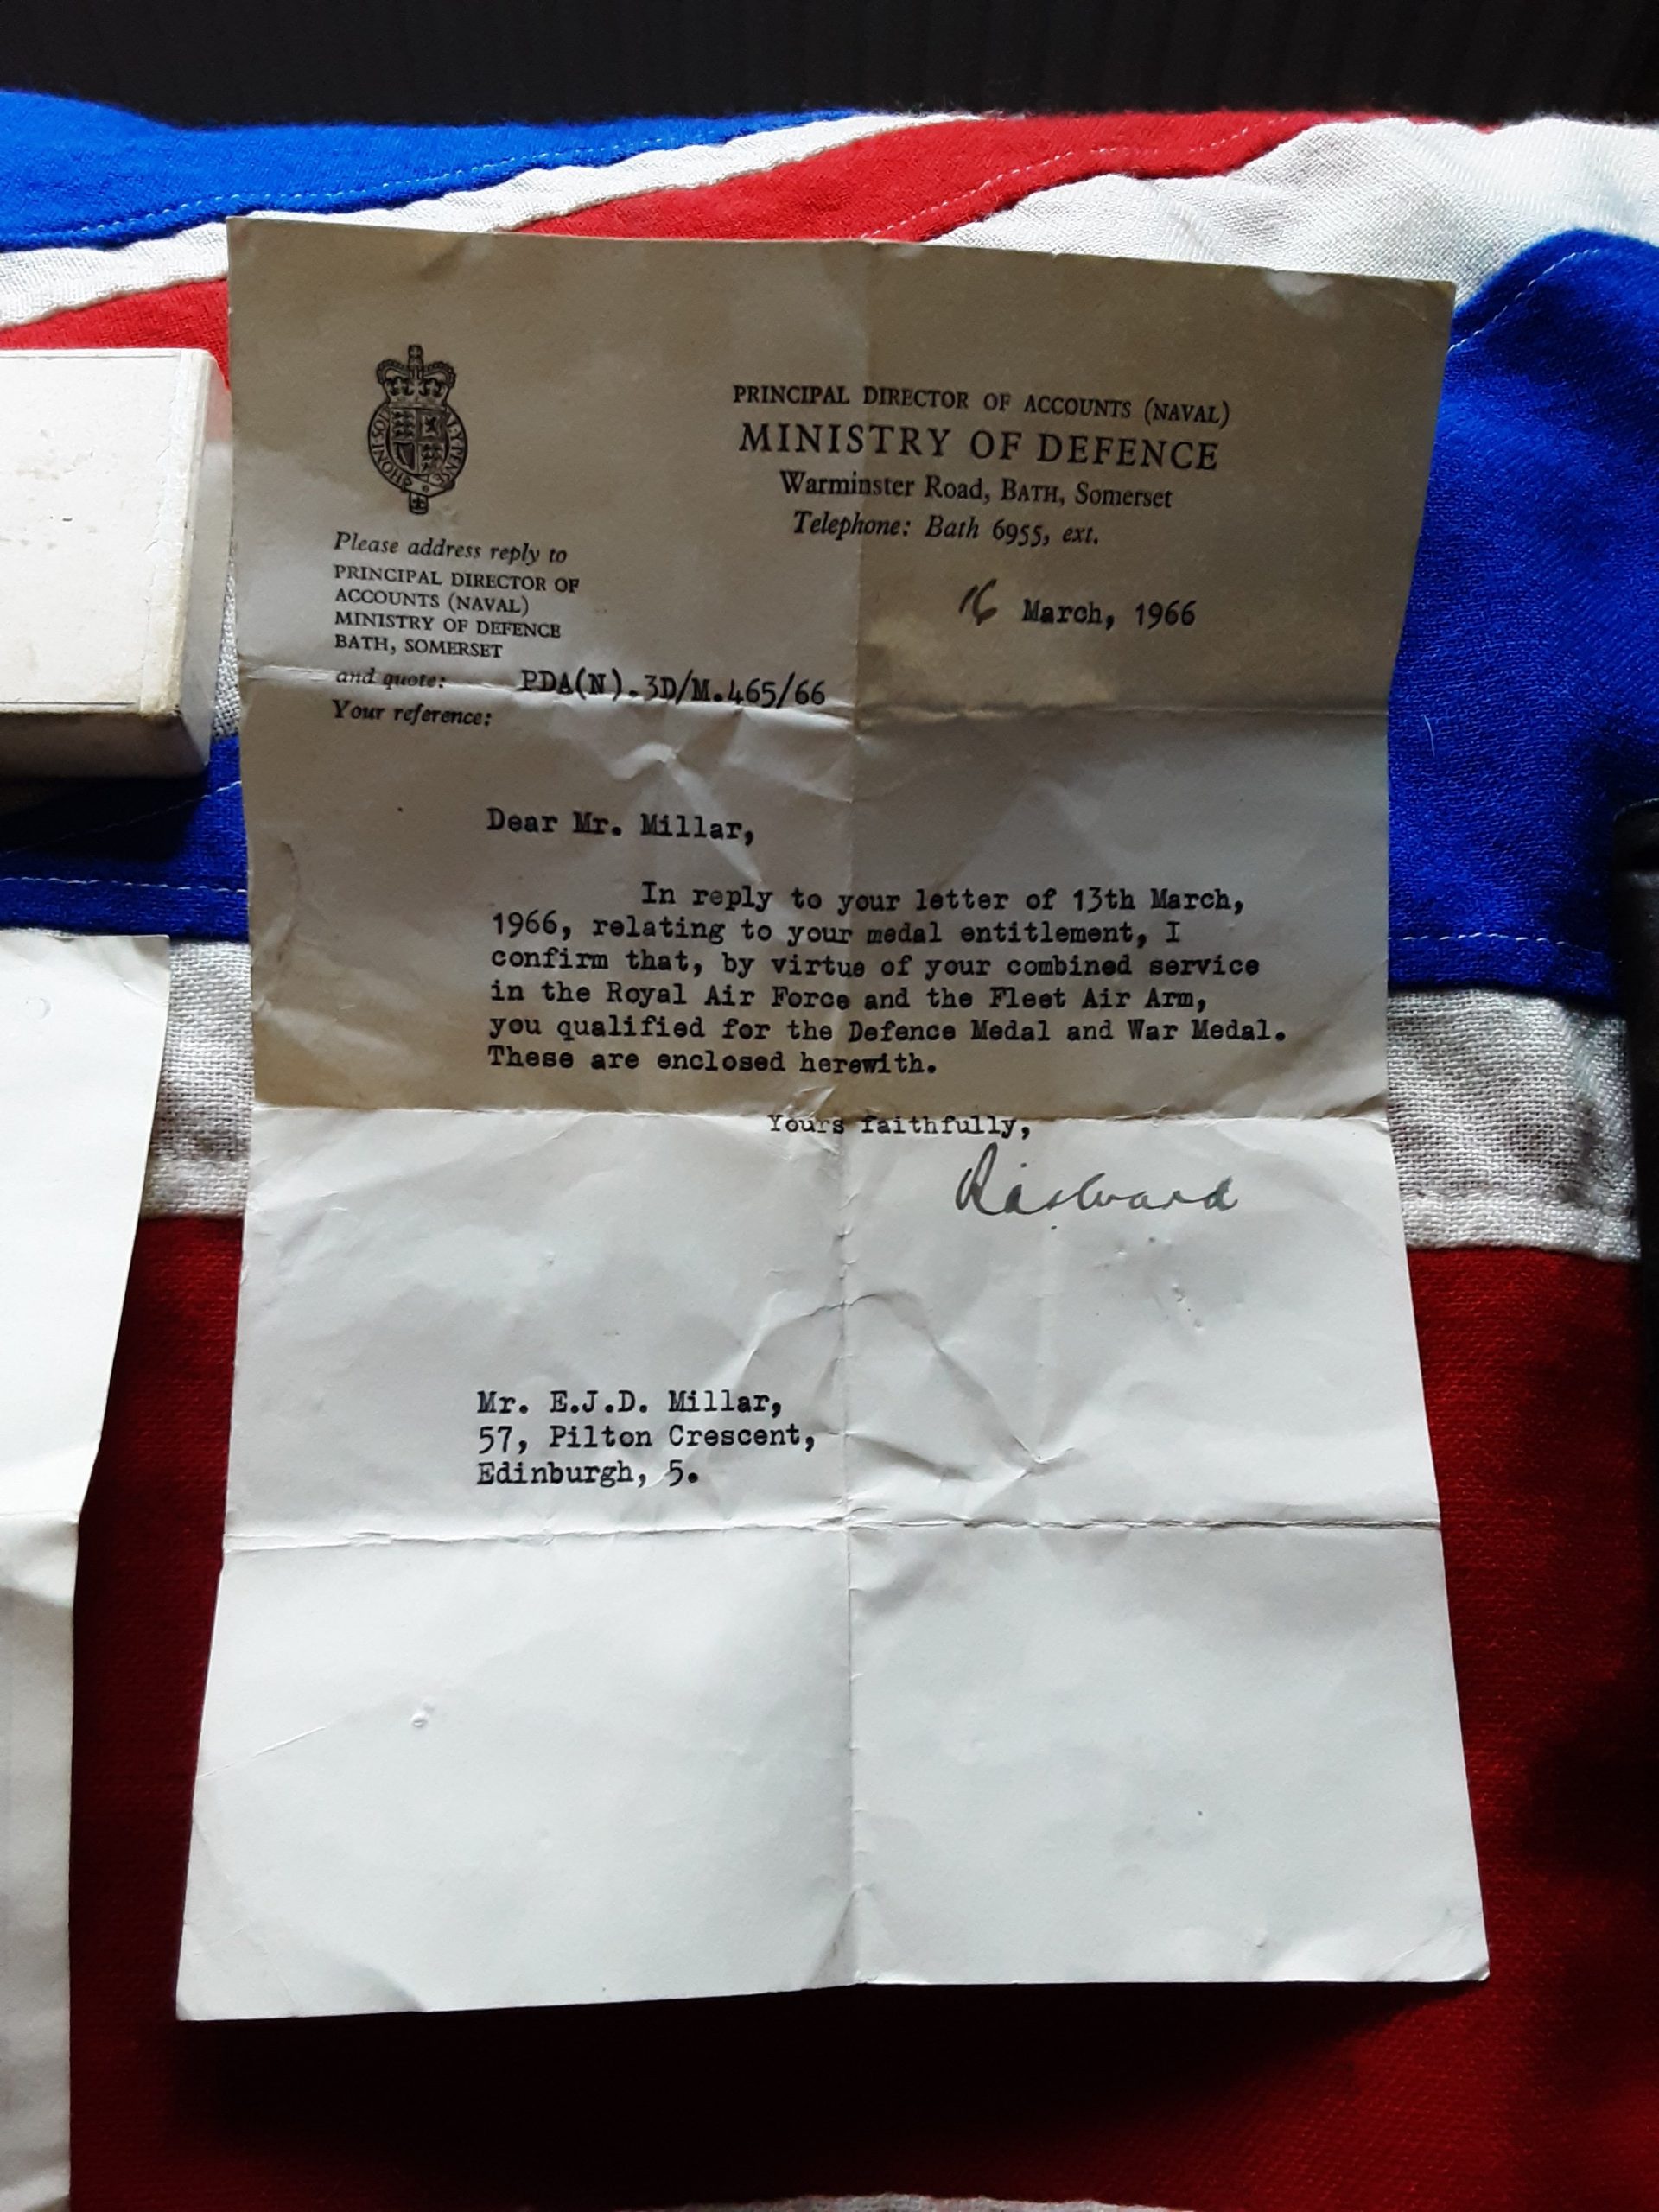 PRINCIPAL DIRECTOR OF ACCOUNTS (NAVAL)
MINISTRY OF DEFENCE
Warminster Road, BATH, Somerset
Telephone: Bath 6955, ext.
Please address reply to
PRINCIPAL DIRECTOR OF
ACCOUNTS (NAVAL)
MINISTRY OF DEFENCE
BATH, SOMERSET
and quote: PDA(N).3D/M.465/66
Your reference:
16 March, 1966
Dear Mr. Millar,
In reply to your letter of 13th March,
1966, relating to your medal entitlement, I
confirm that, by virtue of your combined service
in the Royal Air Force and the Fleet Air Arm,
you qualified for the Defence Medal and War Medal.
These are enclosed herewith.
Yours faithfully,
Mr. E.J.D. Millar,
57, Pilton Crescent,
Edinburgh, 5.